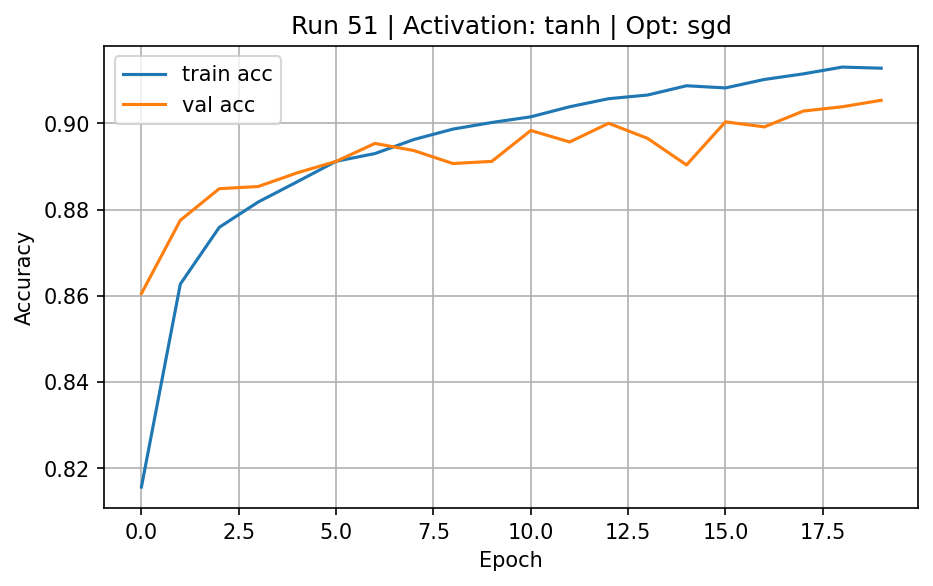 Run 51 | Activation: tanh | Opt: sgd
train acc
val acc
0.90
0.88
0.86
0.84
0.82
Accuracy
0.0 2.5 5.0 7.5 10.0 12.5 15.0 17.5
Epoch